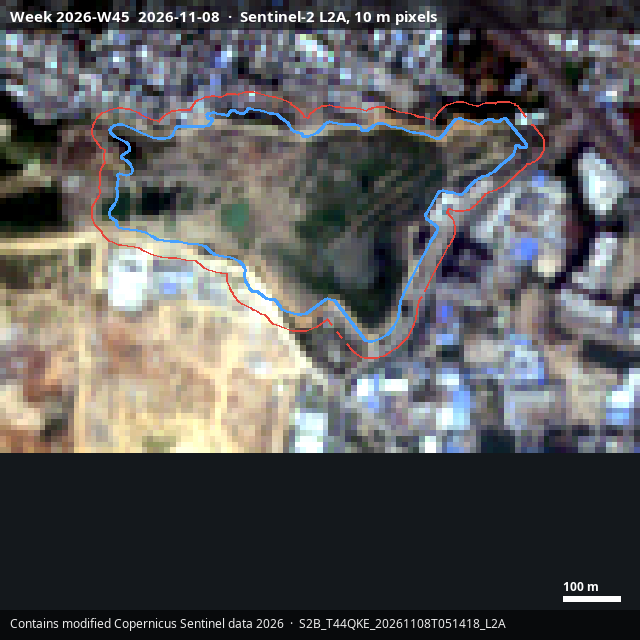 Week 2026-W45 2026-11-08 · Sentinel-2 L2A, 10 m pixels
100 m
Contains modified Copernicus Sentinel data 2026 · S2B_T44QKE_20261108T051418_L2A